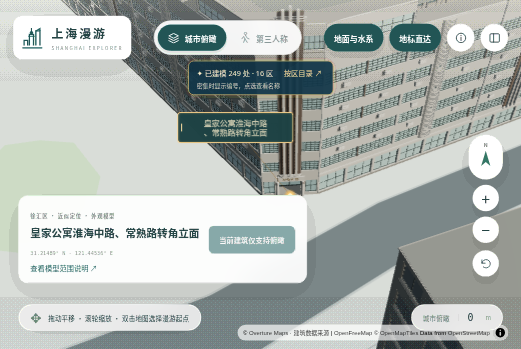 上海漫游
SHANGHAI EXPLORER
城市俯瞰
第三人称
地面与水系
地标直达
✦ 已建模 249 处 · 16 区 按区目录 ↗
密集时显示编号，点选查看名称
皇家公寓淮海中路
、常熟路转角立面
N
徐汇区 · 近似定位 · 外观模型
皇家公寓淮海中路、常熟路转角立面
当前建筑仅支持俯瞰
31.21489° N · 121.44536° E
查看模型范围说明 ↗
拖动平移 · 滚轮缩放 · 双击地面选择漫游起点
城市俯瞰 0 m
© Overture Maps · 建筑数据来源 | OpenFreeMap © OpenMapTiles Data from OpenStreetMap